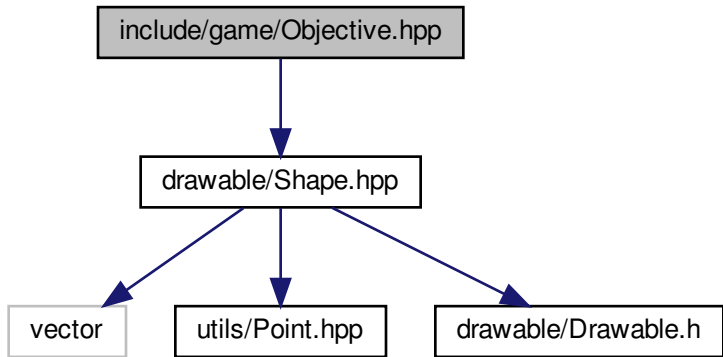 include/game/Objective.hpp
drawable/Shape.hpp
vector
utils/Point.hpp
drawable/Drawable.h